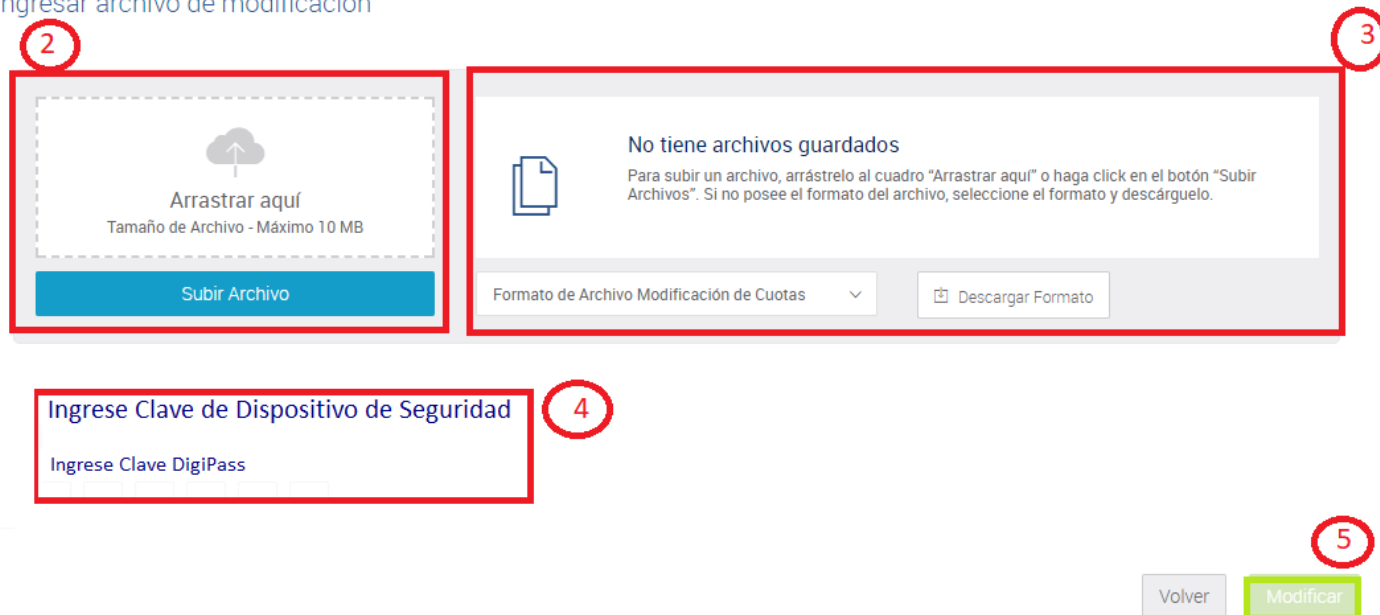 Ingresar archivo de modificación
2
3
Arrastrar aquí
Tamaño de Archivo - Máximo 10 MB
Subir Archivo
No tiene archivos guardados
Para subir un archivo, arrástrelo al cuadro “Arrastrar aquí” o haga click en el botón “Subir
Archivos”. Si no posee el formato del archivo, seleccione el formato y descárguelo.
Formato de Archivo Modificación de Cuotas
Descargar Formato
Ingrese Clave de Dispositivo de Seguridad
4
Ingrese Clave DigiPass
5
Volver
Modificar